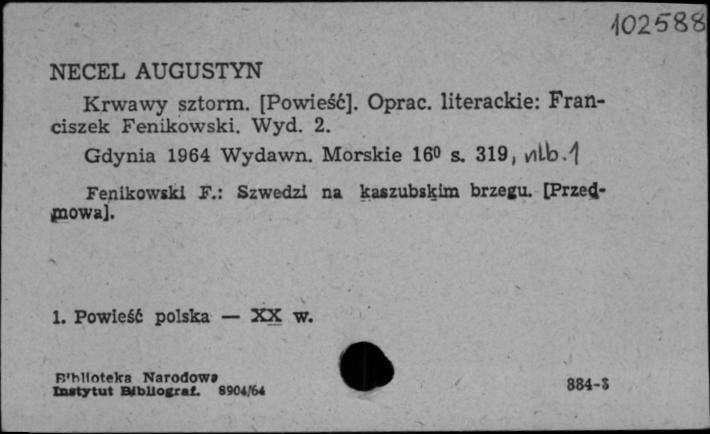 102588
NECEL AUGUSTYN
Krwawy sztorm. [Powieść]. Oprac. literackie: Fran-
ciszek Fenikowski. Wyd. 2.
Gdynia 1964 Wydawn. Morskie 16⁰ s. 319, nlb.1
Fenikowski F.: Szwedzi na kaszubskim brzegu. [Przed-
mowa].
1. Powieść polska — XX w.
Biblioteka Narodowa
Instytut Bibliograf. 8904/64
884-3